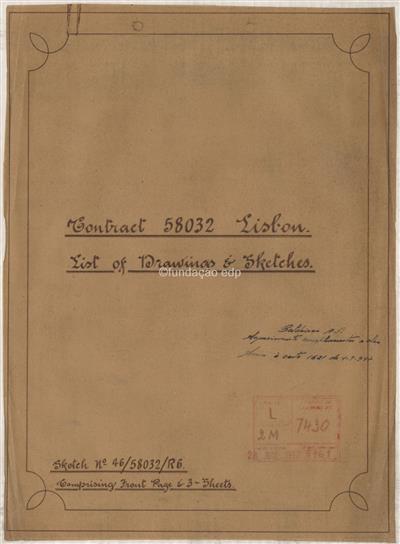 Contract 58032 Lisbon.
List of Drawings & Sketches.
©fundação edp
L
2M
7430
Sketch Nº 46/58032/R6.
Comprising Front Page & 3-Sheets.